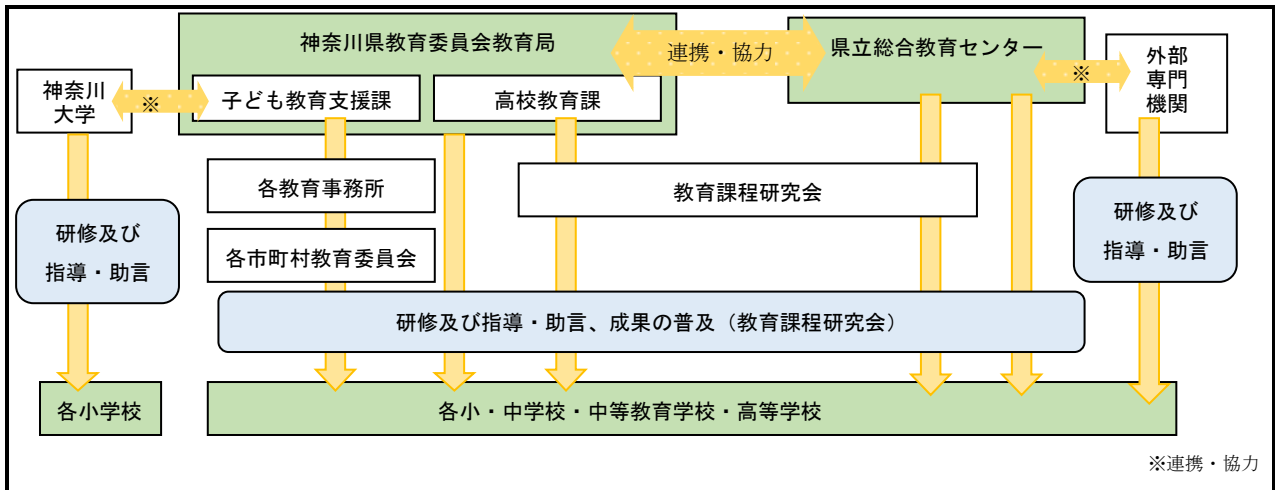 神奈川県教育委員会教育局
連携・協力
県立総合教育センター
外部
専門
機関
神奈川
大学
※
子ども教育支援課
高校教育課
※
各教育事務所
教育課程研究会
研修及び
指導・助言
各市町村教育委員会
研修及び
指導・助言
研修及び指導・助言、成果の普及（教育課程研究会）
各小学校
各小・中学校・中等教育学校・高等学校
※連携・協力